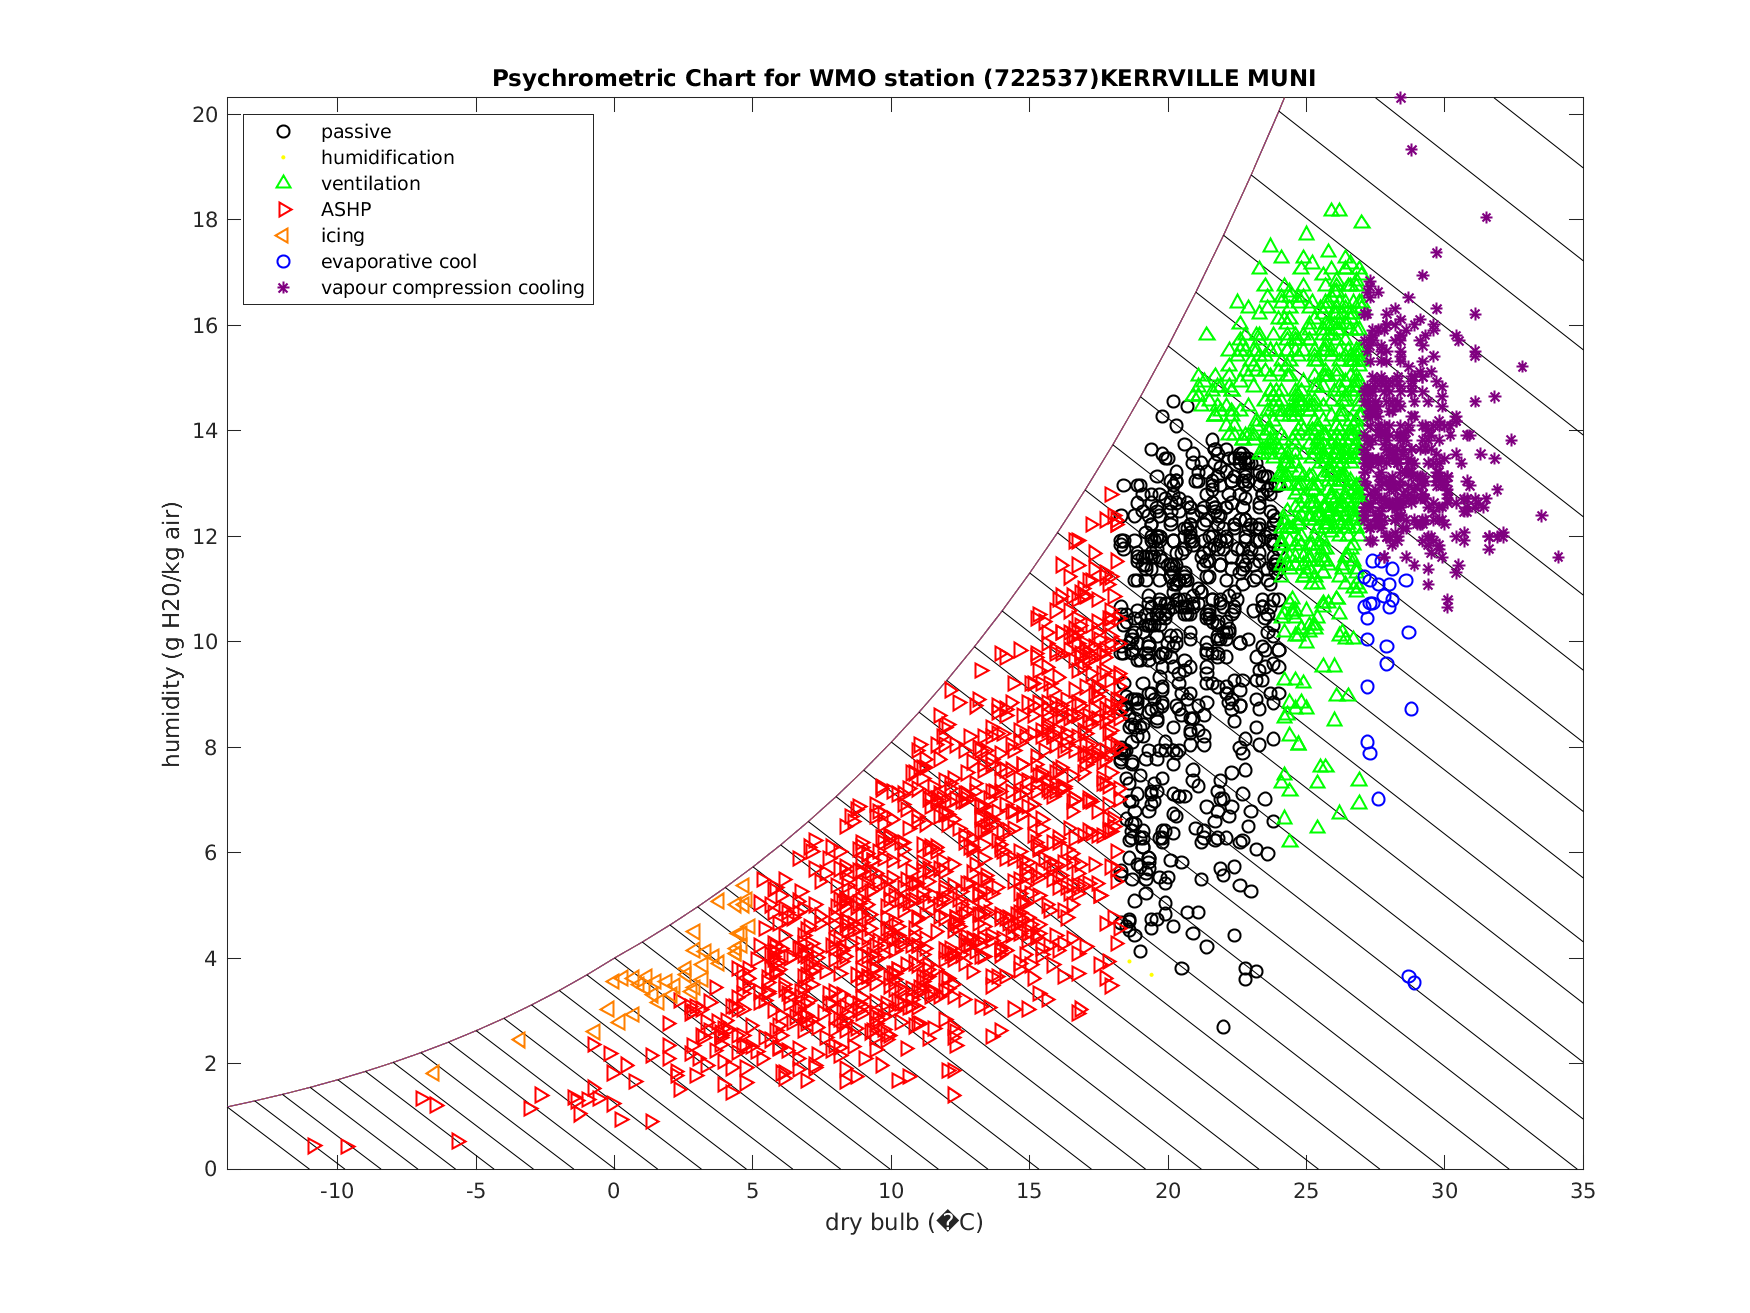 Psychrometric Chart for WMO station (722537)KERRVILLE MUNI
20
18
16
14
12
10
8
6
4
2
0
humidity (g H20/kg air)
passive
humidification
ventilation
ASHP
icing
evaporative cool
vapour compression cooling
-10
-5
0
5
10
15
20
25
30
35
dry bulb (�C)